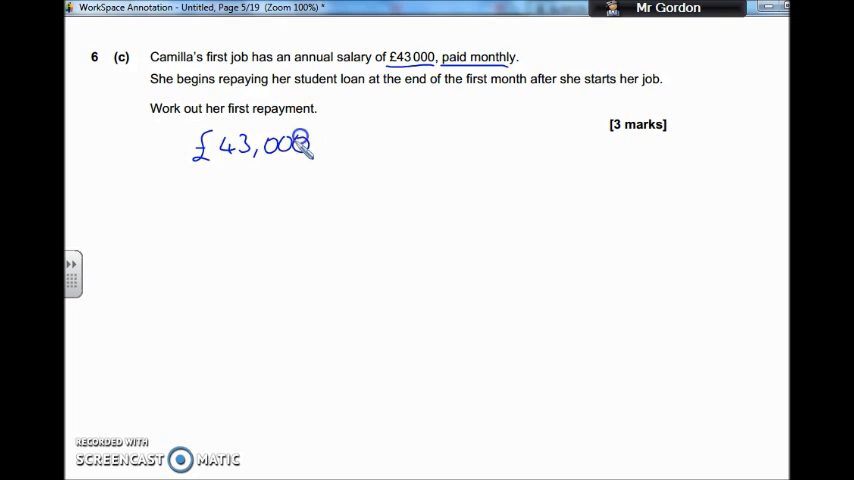 WorkSpace Annotation - Untitled, Page 5/19 (Zoom 100%) *
Mr Gordon
6 (c) Camilla's first job has an annual salary of £43 000, paid monthly.
She begins repaying her student loan at the end of the first month after she starts her job.
Work out her first repayment.
[3 marks]
£43,000
RECORDED WITH
SCREENCAST MATIC